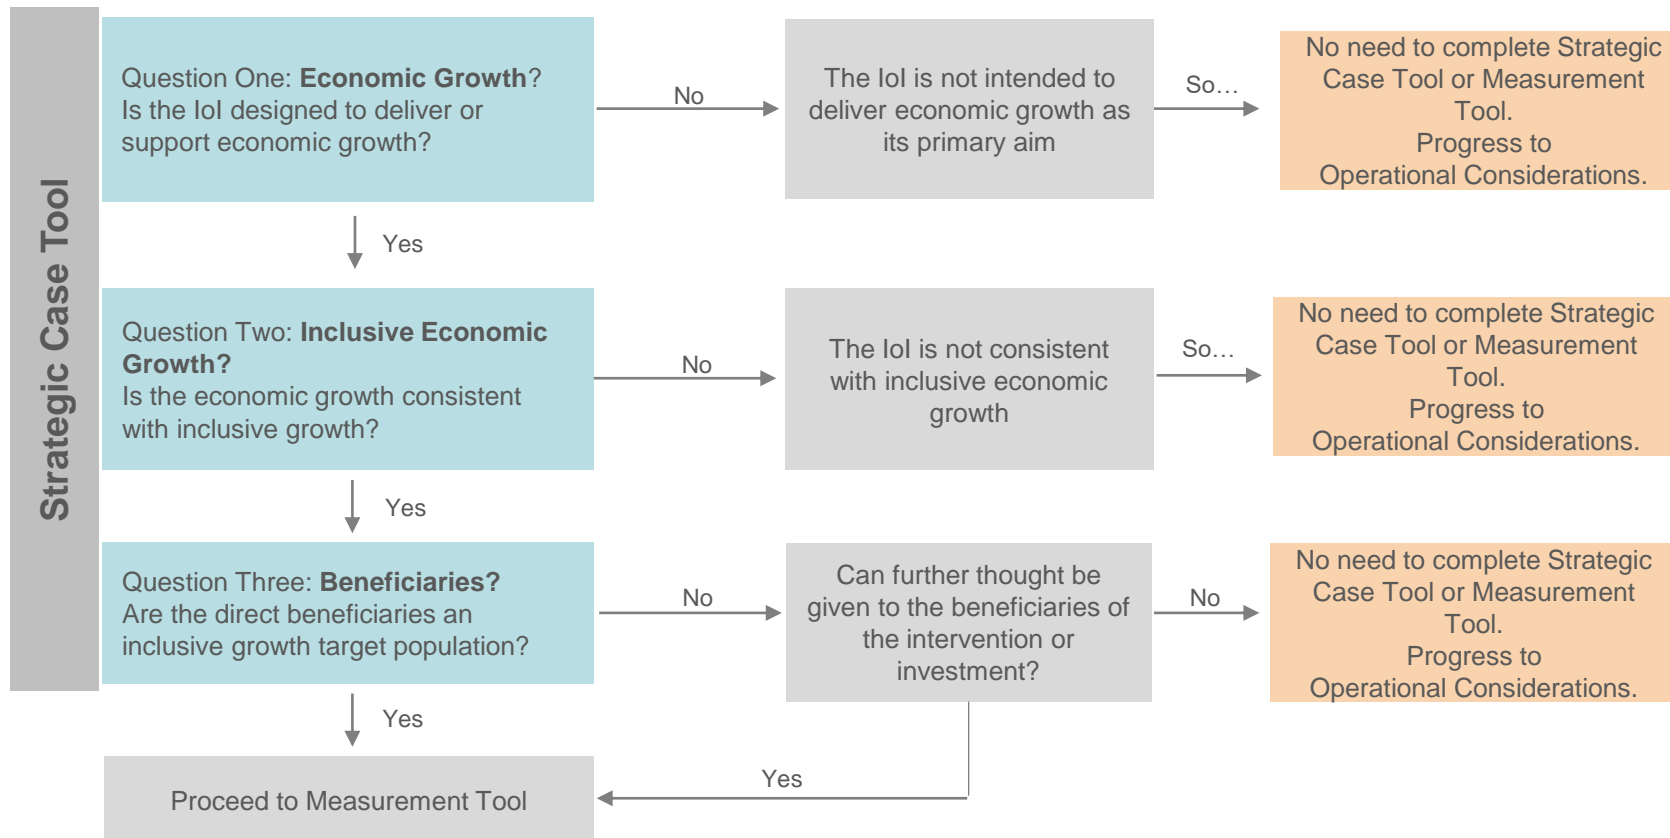 Strategic Case Tool
Question One: Economic Growth?
Is the IoI designed to deliver or
support economic growth?
No
The IoI is not intended to
deliver economic growth as
its primary aim
So…
No need to complete Strategic
Case Tool or Measurement
Tool.
Progress to
Operational Considerations.
Yes
Question Two: Inclusive Economic
Growth?
Is the economic growth consistent
with inclusive growth?
No
The IoI is not consistent
with inclusive economic
growth
So…
No need to complete Strategic
Case Tool or Measurement
Tool.
Progress to
Operational Considerations.
Yes
Question Three: Beneficiaries?
Are the direct beneficiaries an
inclusive growth target population?
No
Can further thought be
given to the beneficiaries of
the intervention or
investment?
No
No need to complete Strategic
Case Tool or Measurement
Tool.
Progress to
Operational Considerations.
Yes
Yes
Proceed to Measurement Tool